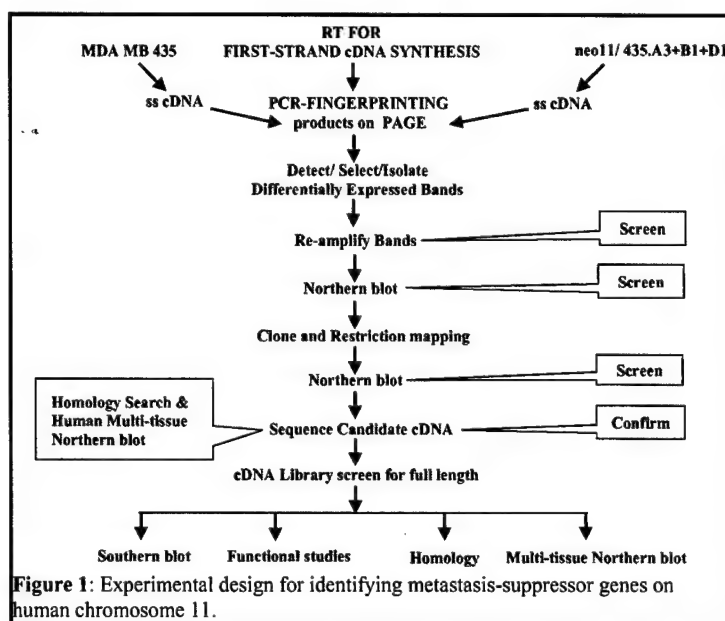 RT FOR
MDA MB 435
FIRST-STRAND cDNA SYNTHESIS
neo11/ 435.A3+B1+D1
ss cDNA
PCR-FINGERPRINTING
ss cDNA
products on PAGE
Detect/ Select/Isolate
Differentially Expressed Bands
Re-amplify Bands
Screen
Northern blot
Screen
Clone and Restriction mapping
Northern blot
Screen
Homology Search &
Human Multi-tissue
Northern blot
Sequence Candidate cDNA
Confirm
cDNA Library screen for full length
Southern blot
Functional studies
Homology
Multi-tissue Northern blot
Figure 1: Experimental design for identifying metastasis-suppressor genes on
human chromosome 11.